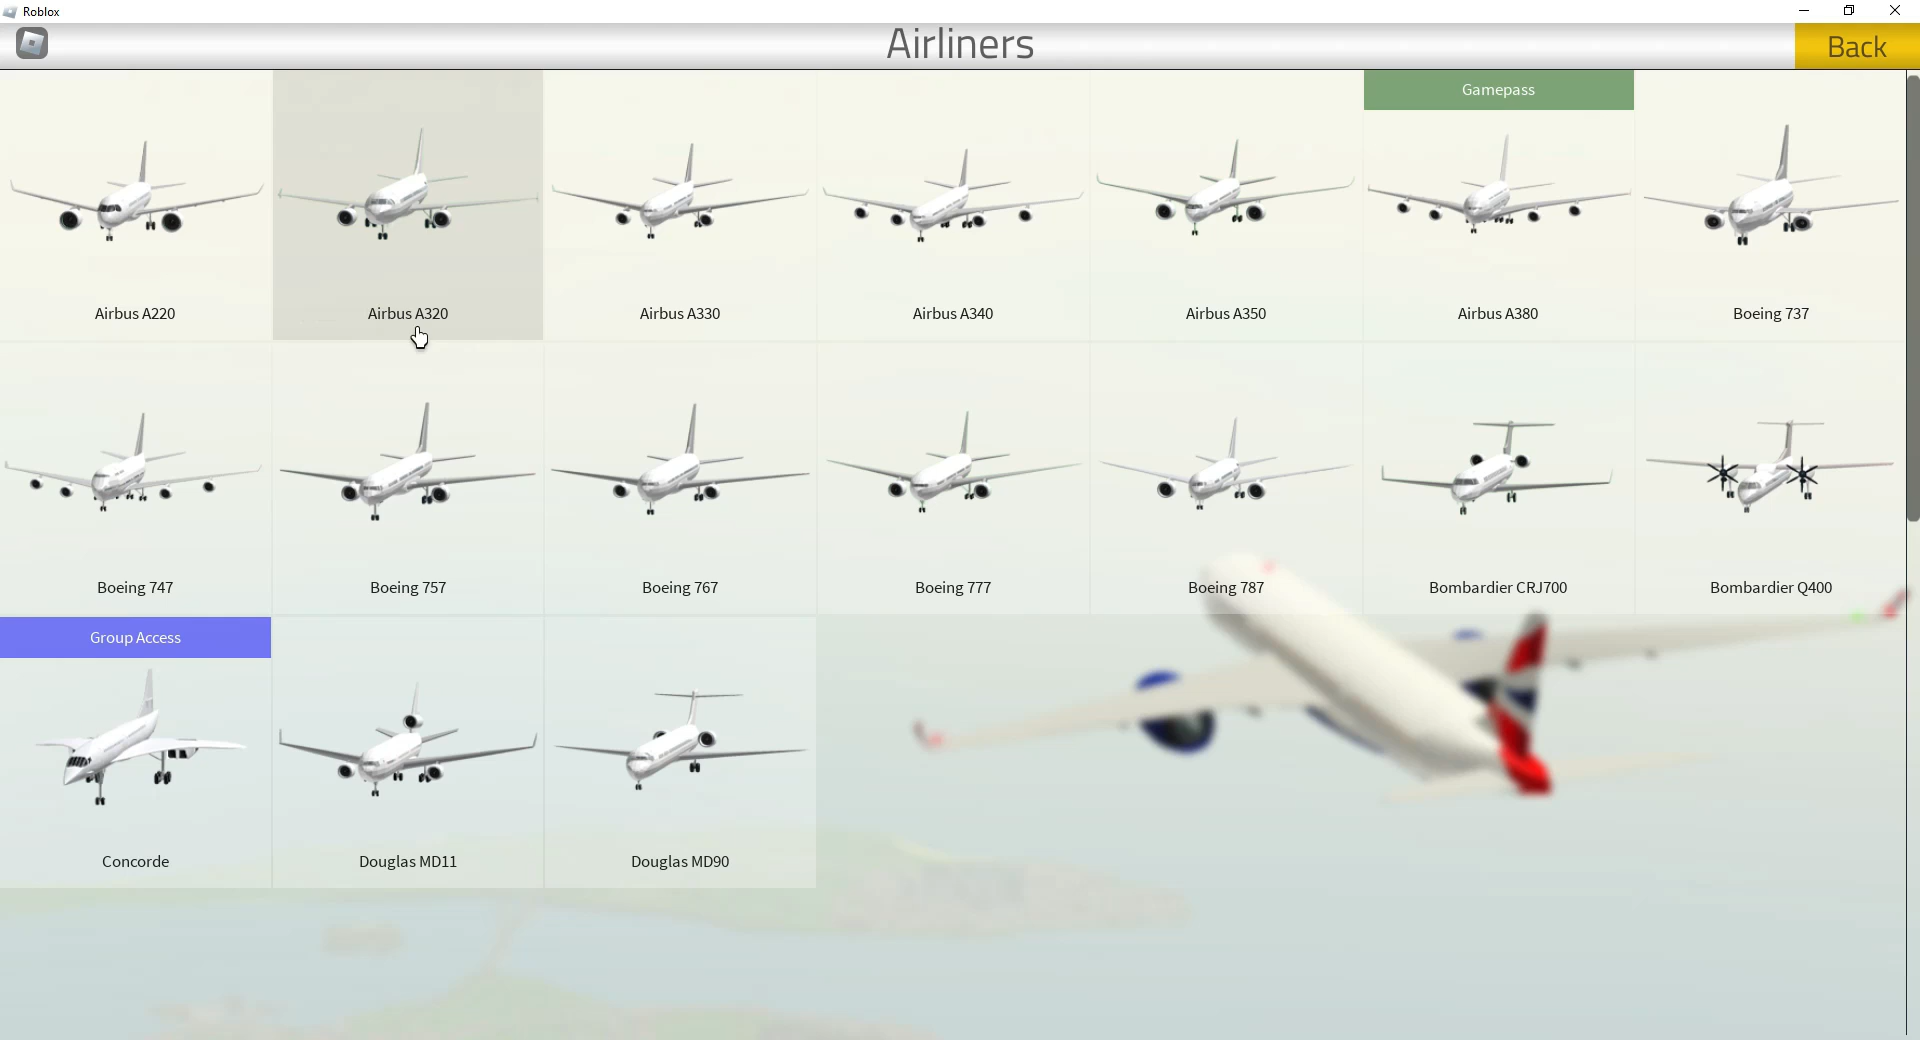 Roblox
Airliners
Back
Gamepass
Airbus A220
Airbus A320
Airbus A330
Airbus A340
Airbus A350
Airbus A380
Boeing 737
Boeing 747
Boeing 757
Boeing 767
Boeing 777
Boeing 787
Bombardier CRJ700
Bombardier Q400
Group Access
Concorde
Douglas MD11
Douglas MD90